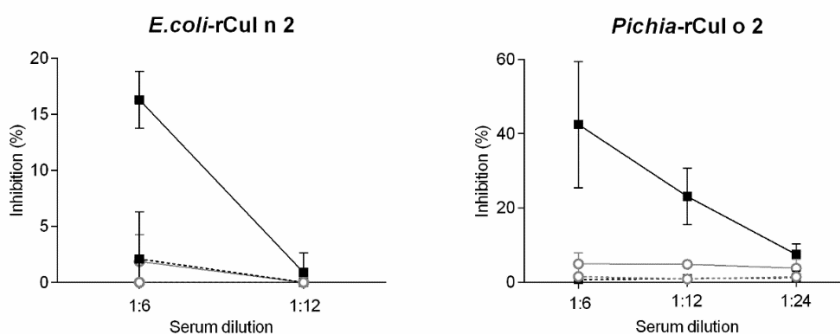 E.coli-rCul n 2
20
15
10
5
0
Inhibition (%)
1:6
1:12
Serum dilution
Pichia-rCul o 2
60
40
20
0
Inhibition (%)
1:6
1:12
1:24
Serum dilution